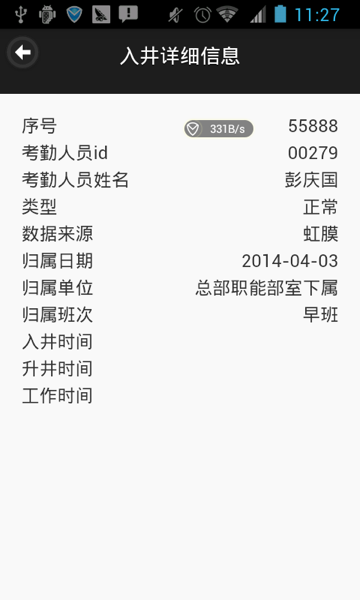 11:27
入井详细信息
序号 331B/s 55888
考勤人员id 00279
考勤人员姓名 彭庆国
类型 正常
数据来源 虹膜
归属日期 2014-04-03
归属单位 总部职能部室下属
归属班次 早班
入井时间
升井时间
工作时间